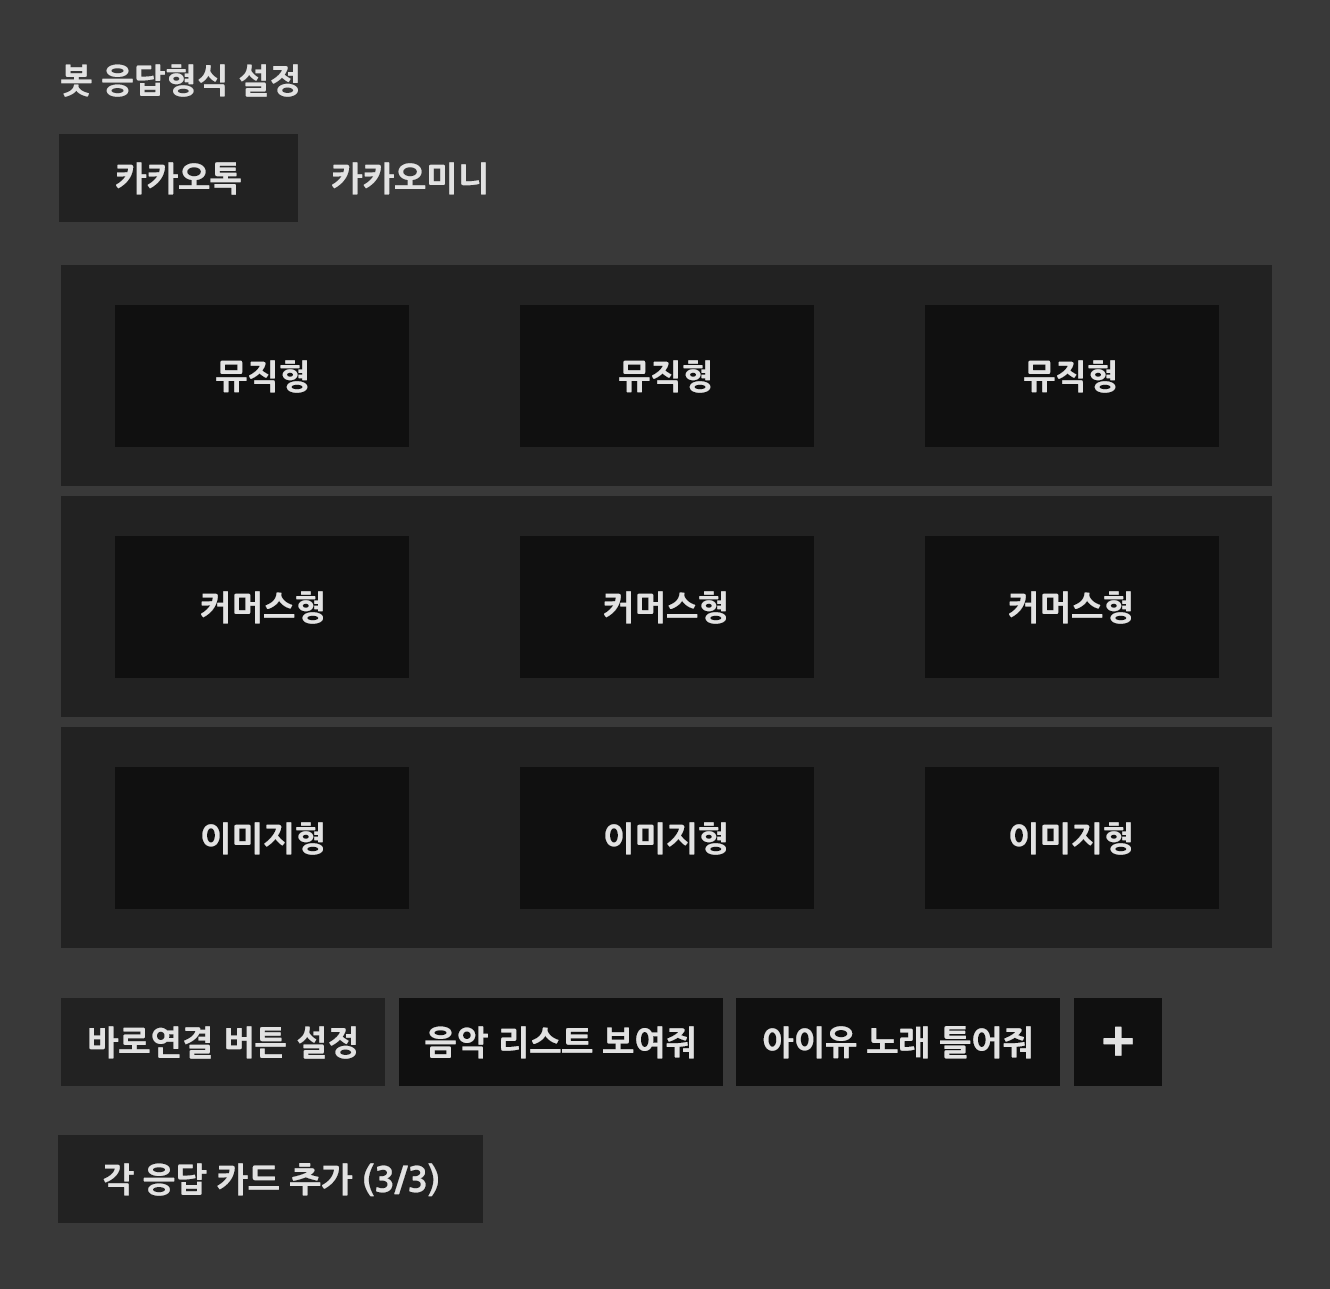 봇 응답형식 설정
카카오톡 카카오미니
뮤직형 뮤직형 뮤직형
커머스형 커머스형 커머스형
이미지형 이미지형 이미지형
바로연결 버튼 설정 음악 리스트 보여줘 아이유 노래 틀어줘 +
각 응답 카드 추가 (3/3)